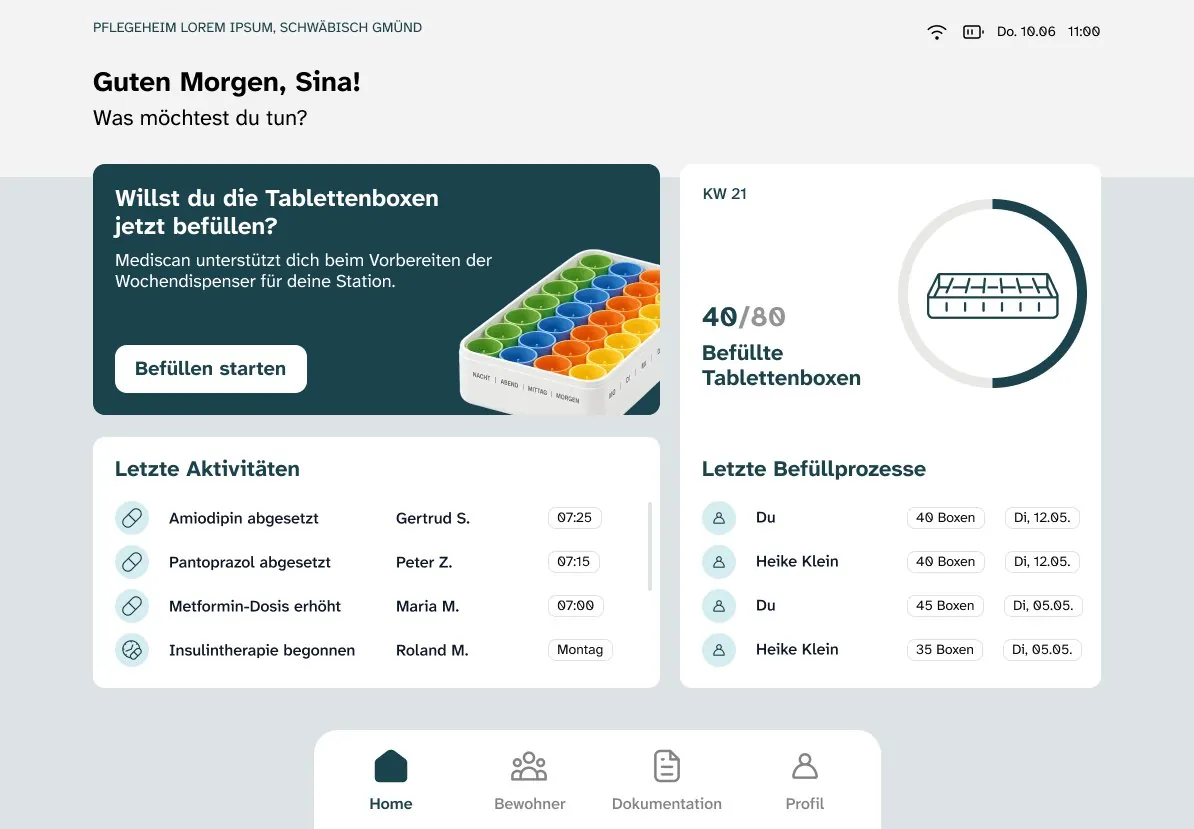 PFLEGEHEIM LOREM IPSUM, SCHWÄBISCH GMÜND
Do. 10.06 11:00
Guten Morgen, Sina!
Was möchtest du tun?
Willst du die Tablettenboxen
jetzt befüllen?
Mediscan unterstützt dich beim Vorbereiten der
Wochendispenser für deine Station.
Befüllen starten
NACHT | ABEND | MITTAG | MORGEN
KW 21
40/80
Befüllte
Tablettenboxen
Letzte Aktivitäten
Amiodipin abgesetzt Gertrud S. 07:25
Pantoprazol abgesetzt Peter Z. 07:15
Metformin-Dosis erhöht Maria M. 07:00
Insulintherapie begonnen Roland M. Montag
Letzte Befüllprozesse
Du 40 Boxen Di, 12.05.
Heike Klein 40 Boxen Di, 12.05.
Du 45 Boxen Di, 05.05.
Heike Klein 35 Boxen Di, 05.05.
Home Bewohner Dokumentation Profil